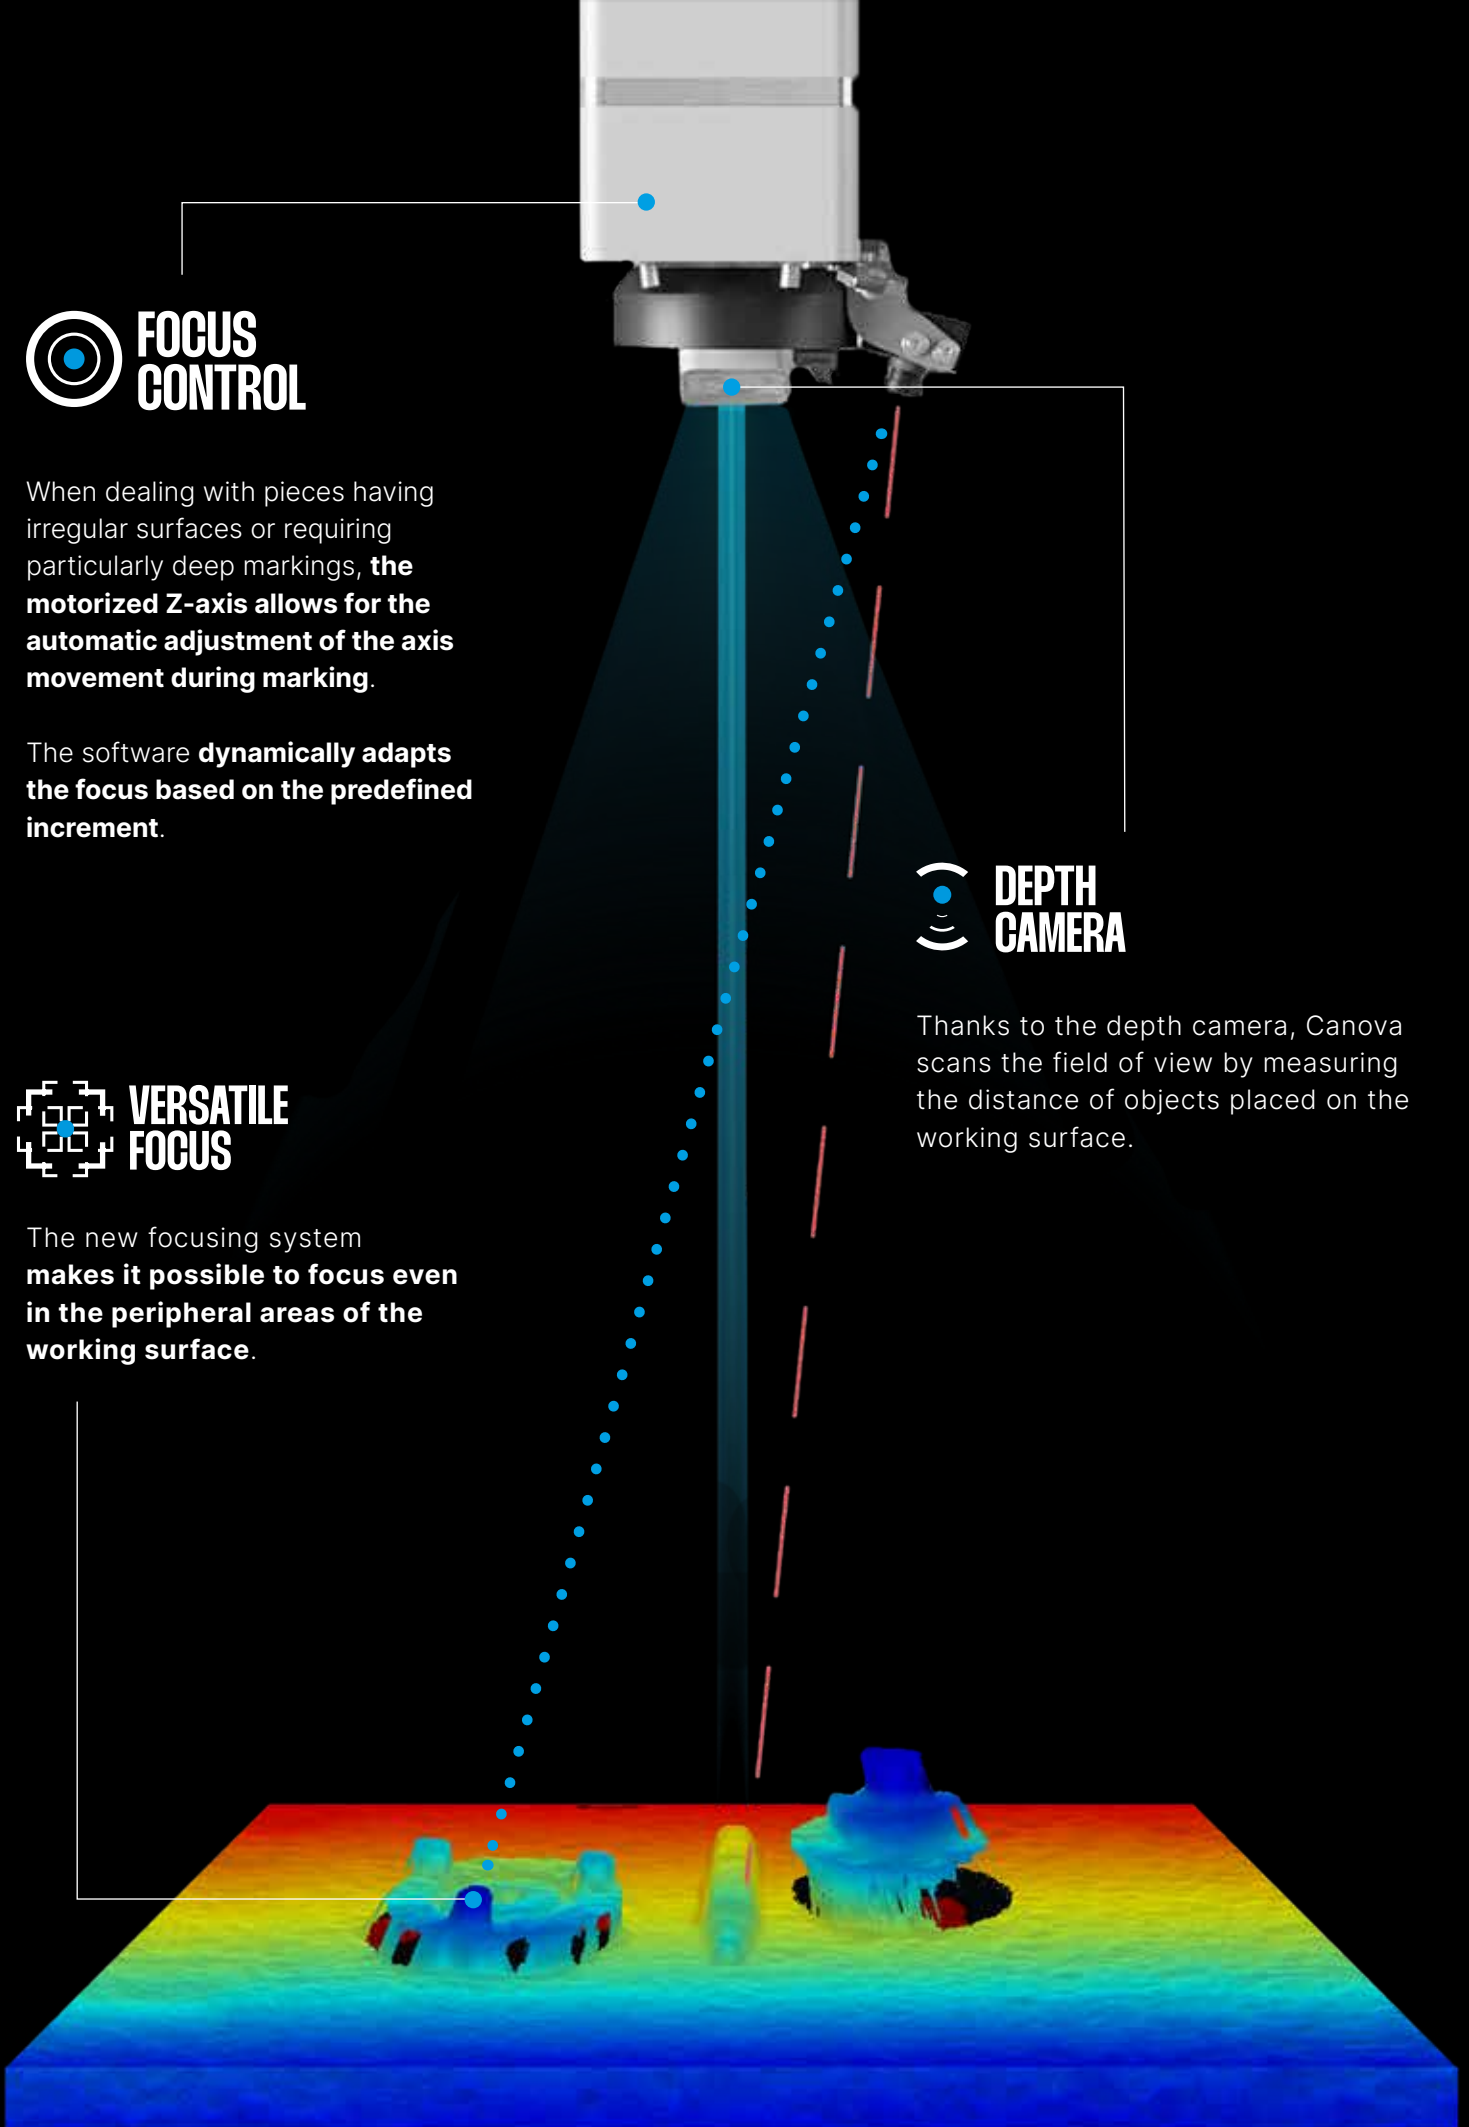 FOCUS
CONTROL
When dealing with pieces having
irregular surfaces or requiring
particularly deep markings, the
motorized Z-axis allows for the
automatic adjustment of the axis
movement during marking.
The software dynamically adapts
the focus based on the predefined
increment.
DEPTH
CAMERA
Thanks to the depth camera, Canova
scans the field of view by measuring
the distance of objects placed on the
working surface.
VERSATILE
FOCUS
The new focusing system
makes it possible to focus even
in the peripheral areas of the
working surface.